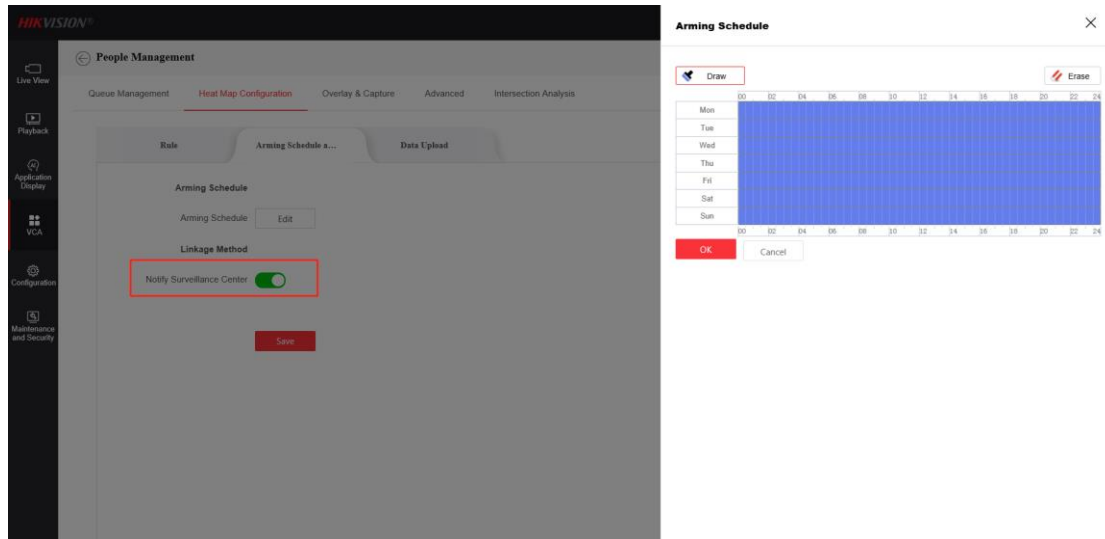 HIKVISION®
Live View
Playback
Application
Display
VCA
Configuration
Maintenance
and Security
People Management
Queue Management Heat Map Configuration Overlay & Capture Advanced Intersection Analysis
Rule Arming Schedule a... Data Upload
Arming Schedule
Arming Schedule Edit
Linkage Method
Notify Surveillance Center
Save
Arming Schedule
Draw Erase
00 02 04 06 08 10 12 14 16 18 20 22 24
Mon
Tue
Wed
Thu
Fri
Sat
Sun
00 02 04 06 08 10 12 14 16 18 20 22 24
OK Cancel